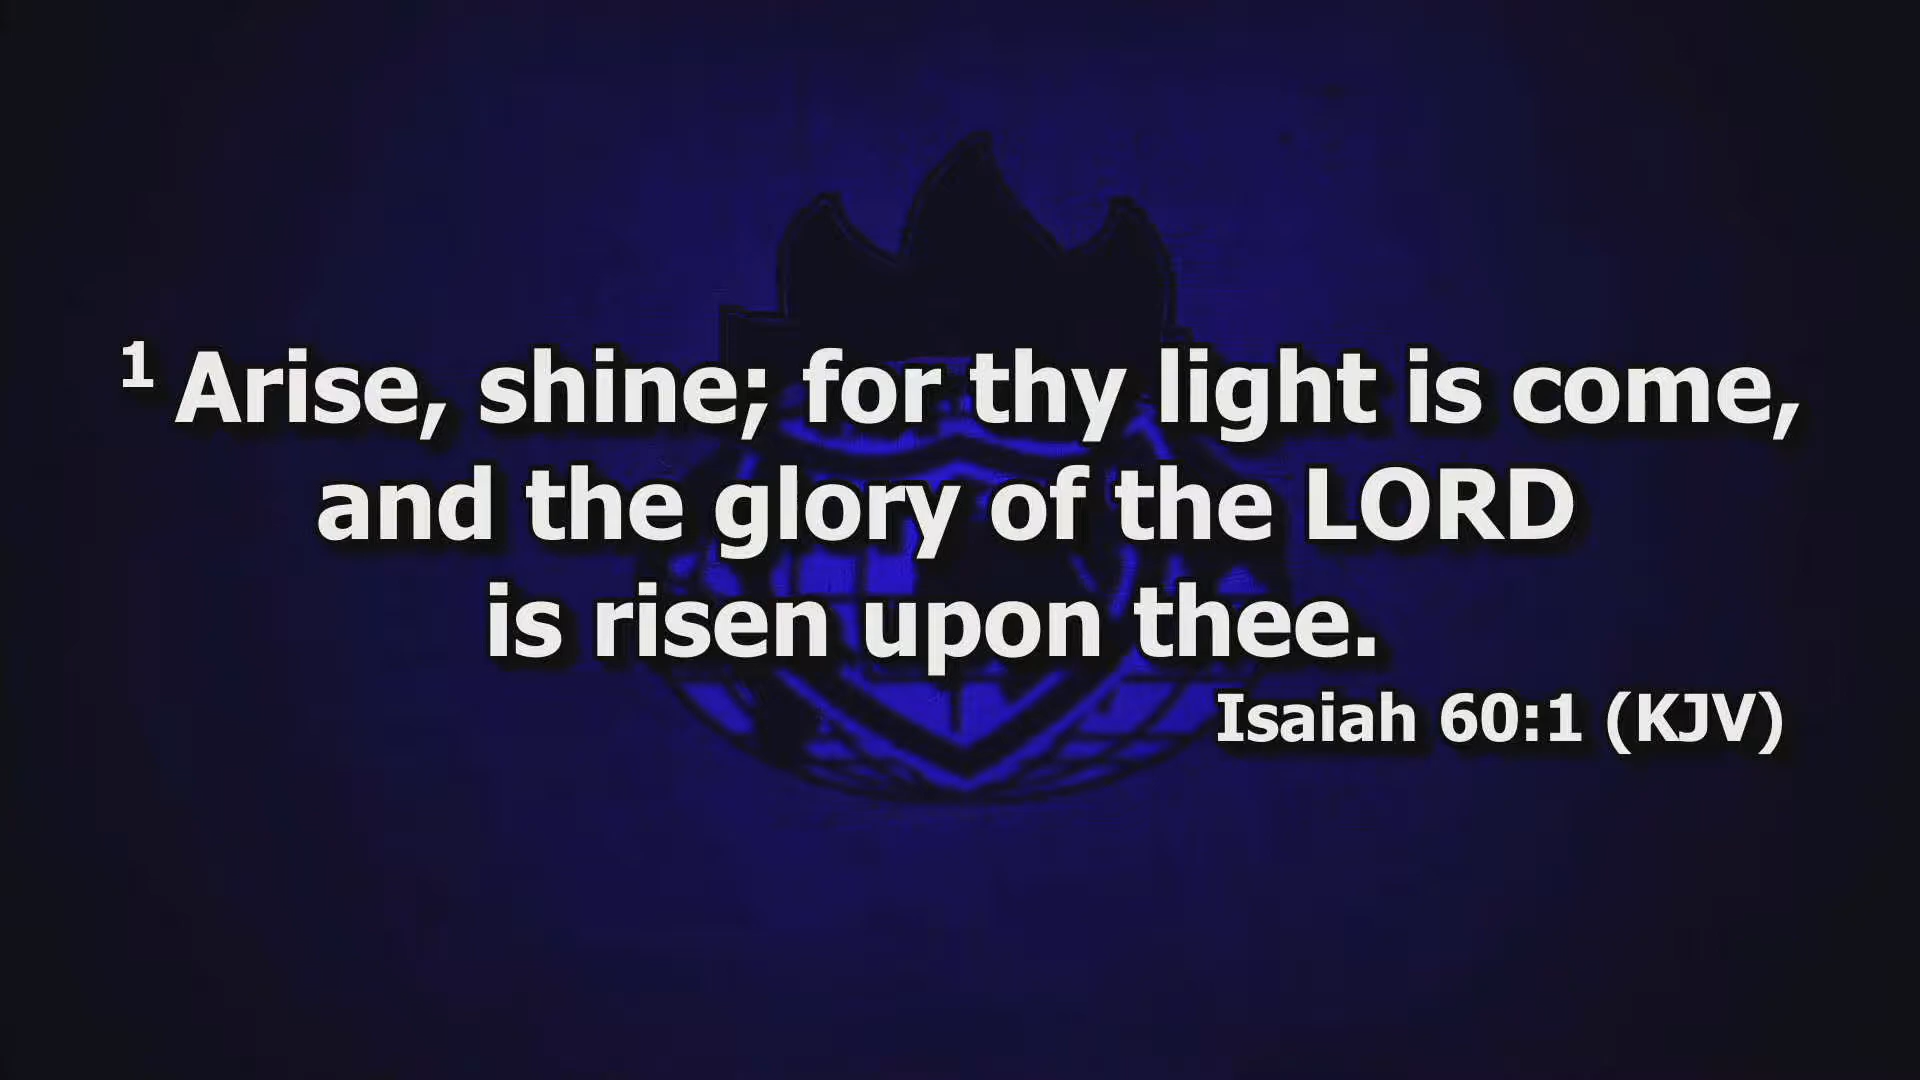 1 Arise, shine; for thy light is come,
and the glory of the LORD
is risen upon thee.
Isaiah 60:1 (KJV)